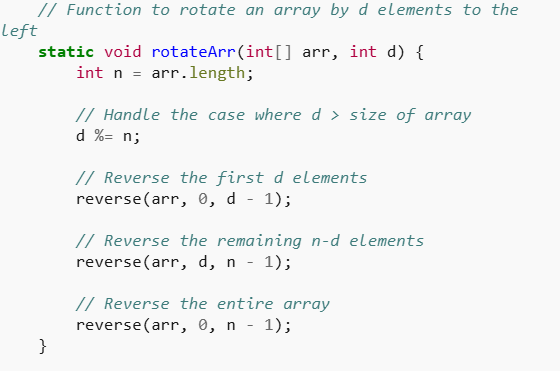 // Function to rotate an array by d elements to the
left
static void rotateArr(int[] arr, int d) {
int n = arr.length;
// Handle the case where d > size of array
d %= n;
// Reverse the first d elements
reverse(arr, 0, d - 1);
// Reverse the remaining n-d elements
reverse(arr, d, n - 1);
// Reverse the entire array
reverse(arr, 0, n - 1);
}